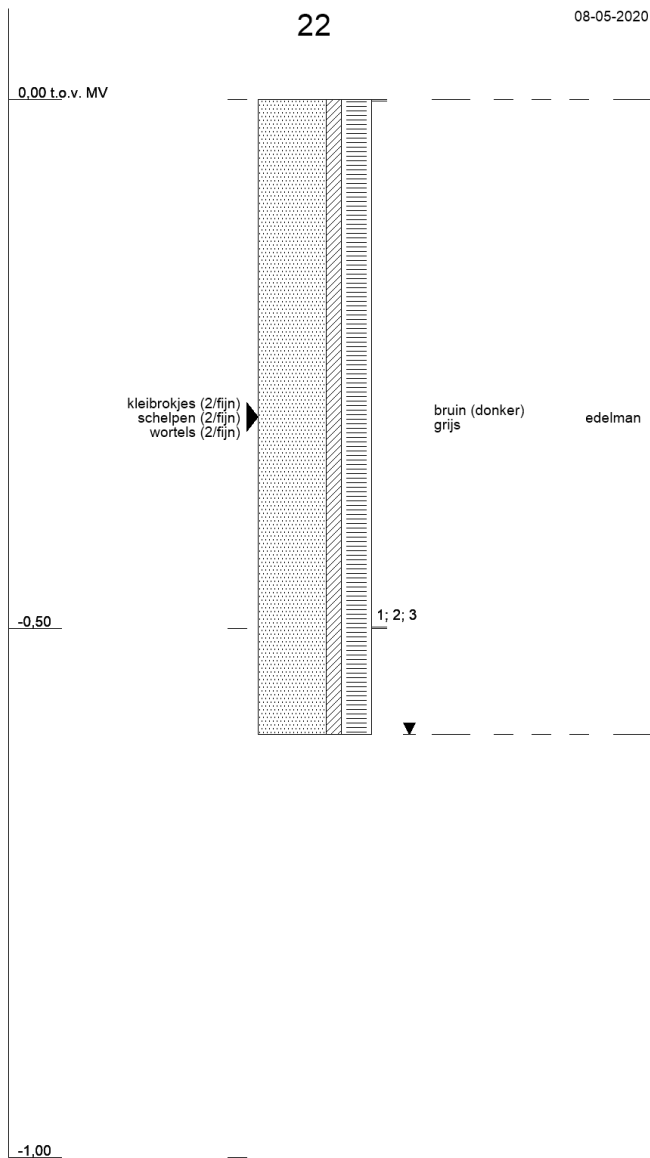 22
08-05-2020
0,00 t.o.v. MV
kleibrokjes (2/fijn)
schelpen (2/fijn)
wortels (2/fijn)
bruin (donker)
grijs
edelman
1; 2; 3
-0,50
-1,00